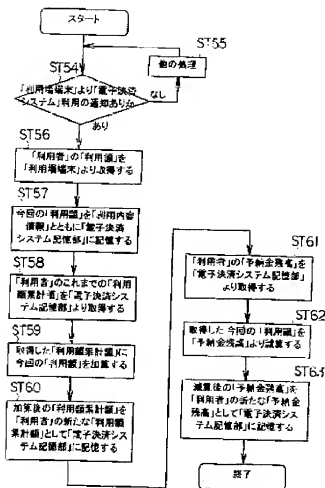 スタート
ST54
「利用場端末」より「電子決済
システム」利用の通知ありか
なし
ST55
他の処理
あり
ST56
「利用者」の「利用額」を
「利用場端末」より取得する
ST57
今回の「利用額」を「利用内容
情報」とともに「電子決済
システム記憶部」に記憶する
ST58
「利用者」のこれまでの「利用
額累計値」を「電子決済シス
テム記憶部」より取得する
ST59
取得した「利用額累計額」に
今回の「利用額」を加算する
ST60
加算後の「利用額累計額」を
「利用者」の新たな「利用額
累計額」として「電子決済シス
テム記憶部」に記憶する
ST61
「利用者」の「予納金残高」を
「電子決済システム記憶部」
より取得する
ST62
取得した今回の「利用額」を
「予納金残高」より減算する
ST63
減算後の「予納金残高」を
「利用者」の新たな「予納金
残高」として「電子決済シス
テム記憶部」に記憶する
終了